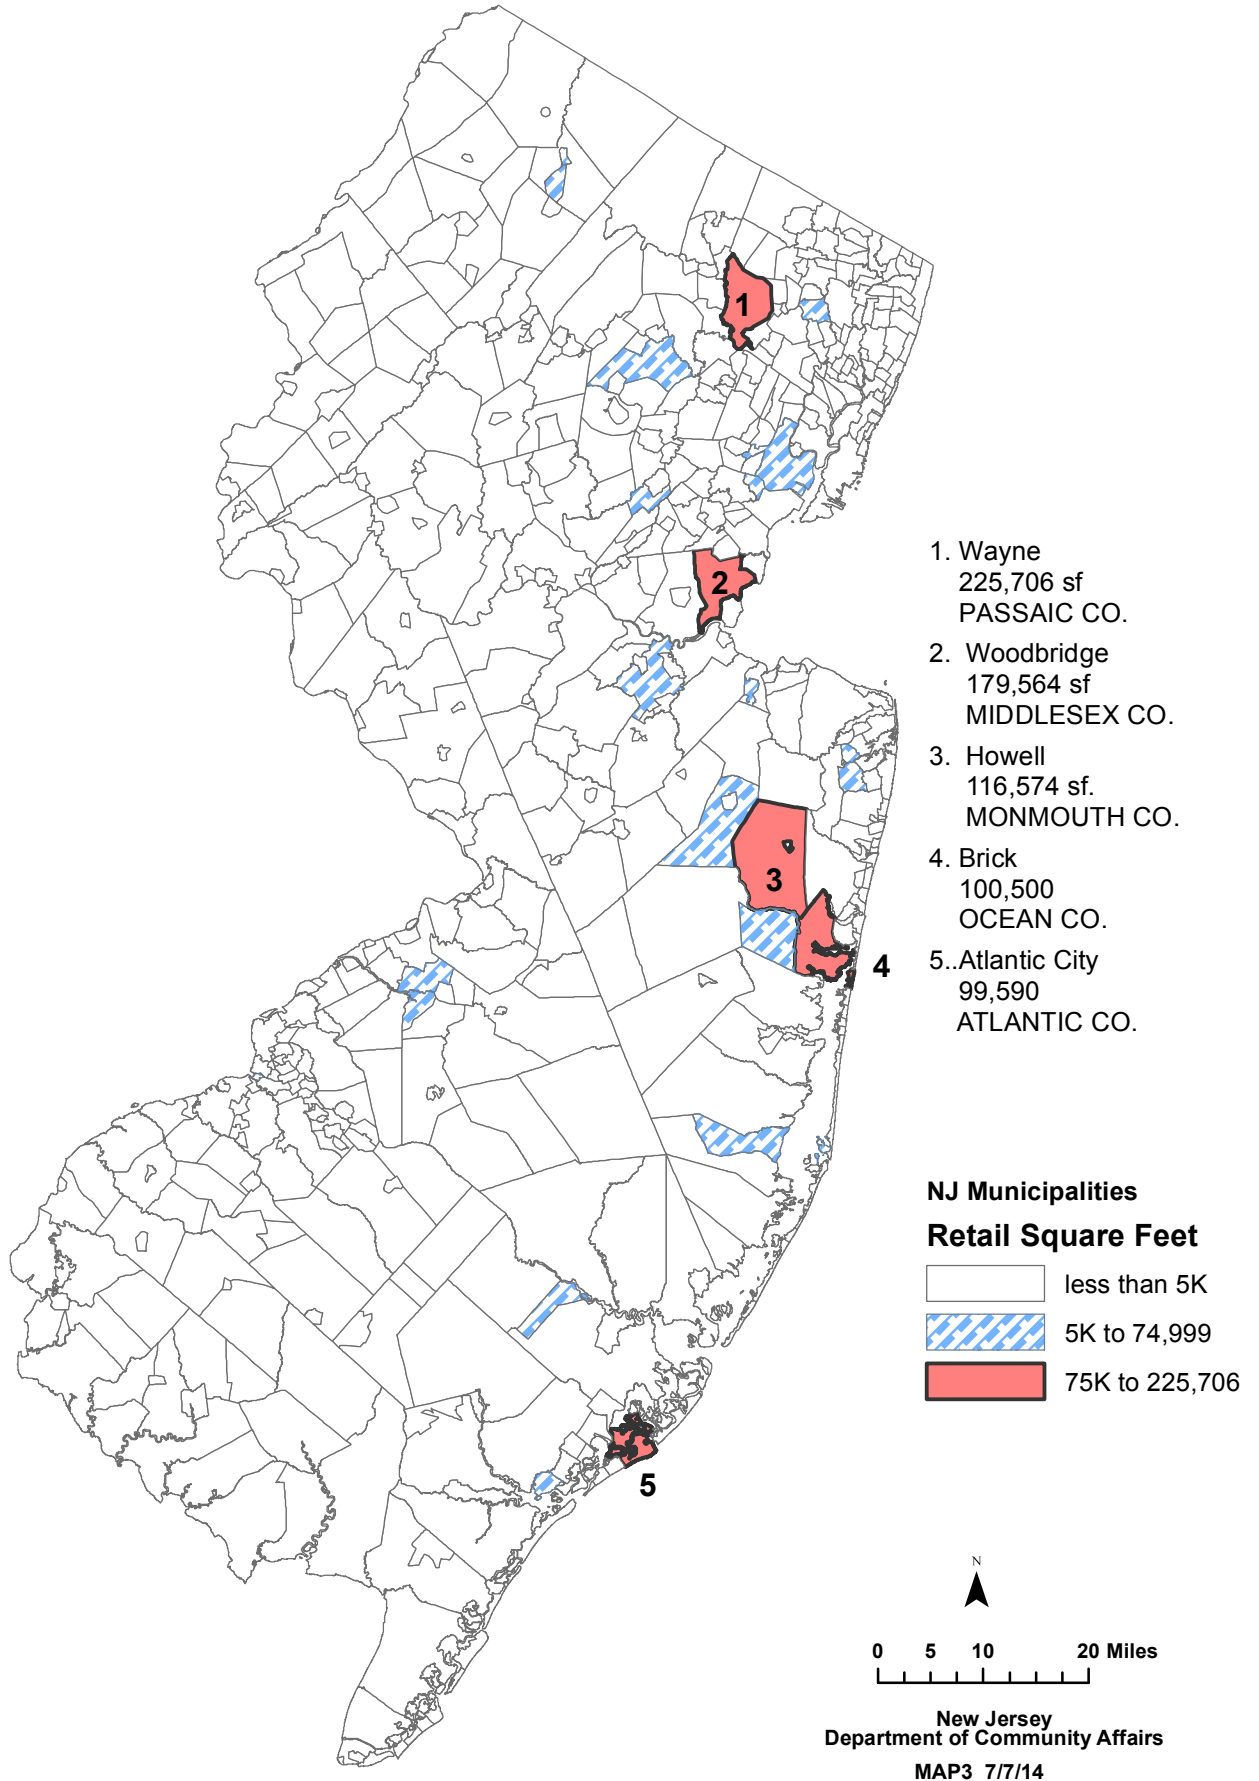 1
2
3
4
5
1. Wayne
225,706 sf
PASSAIC CO.
2. Woodbridge
179,564 sf
MIDDLESEX CO.
3. Howell
116,574 sf.
MONMOUTH CO.
4. Brick
100,500
OCEAN CO.
5..Atlantic City
99,590
ATLANTIC CO.
NJ Municipalities
Retail Square Feet
less than 5K
5K to 74,999
75K to 225,706
N
0 5 10 20 Miles
New Jersey
Department of Community Affairs
MAP3 7/7/14